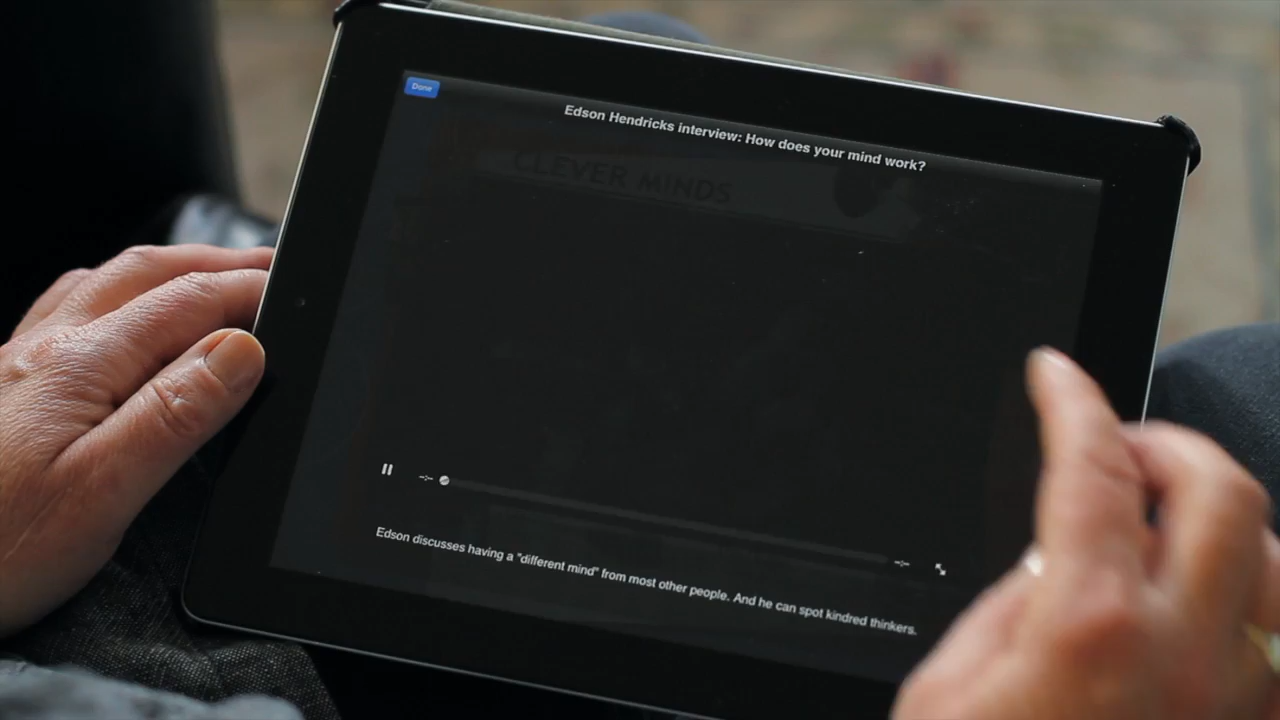 Done
Edson Hendricks interview: How does your mind work?
CLEVER MINDS
Edson discusses having a "different mind" from most other people. And he can spot kindred thinkers.